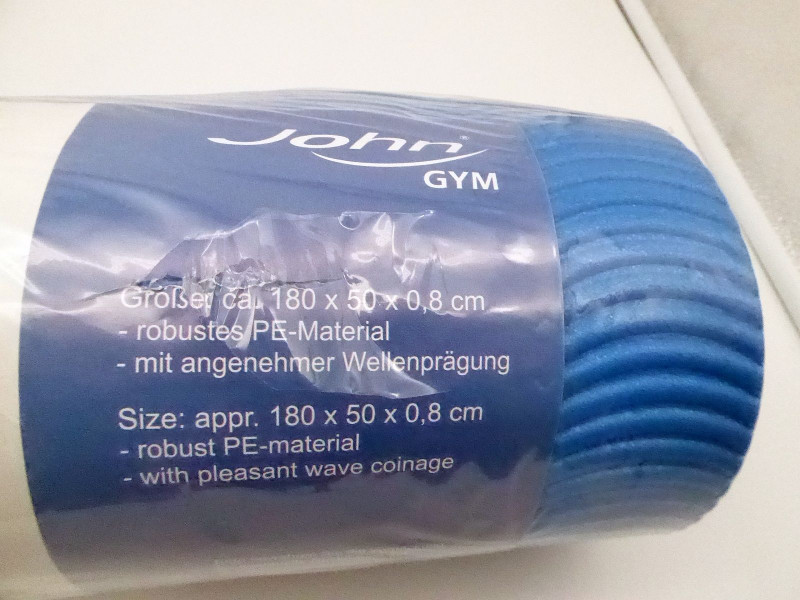 John®
GYM
Größe: ca. 180 x 50 x 0,8 cm
- robustes PE-Material
- mit angenehmer Wellenprägung
Size: appr. 180 x 50 x 0,8 cm
- robust PE-material
- with pleasant wave coinage